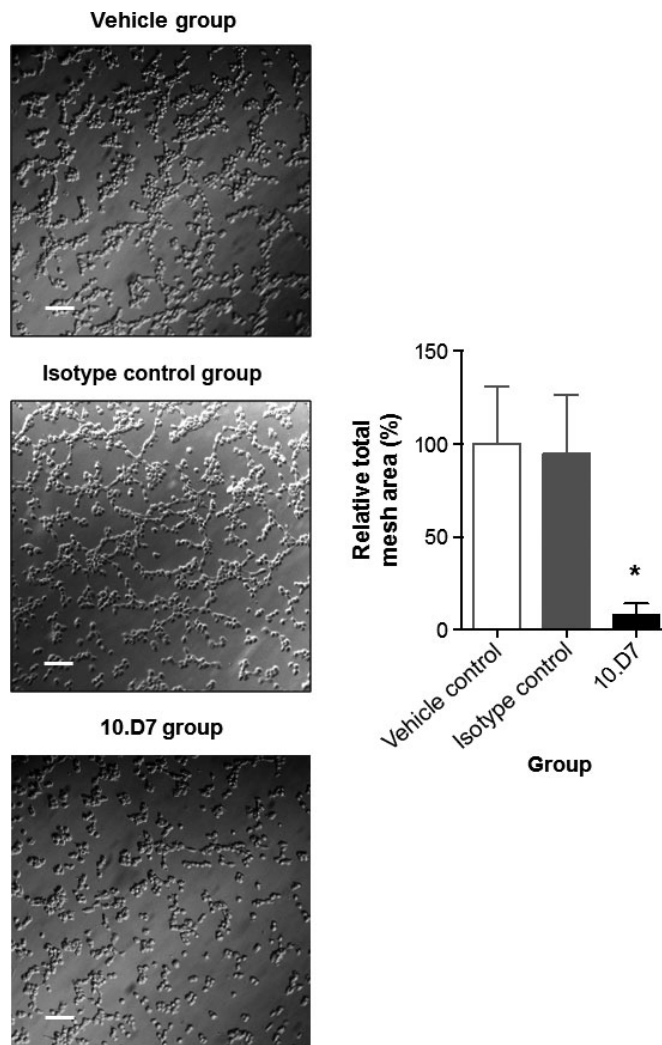 Vehicle group
Isotype control group
10.D7 group
Relative total
mesh area (%)
150
100
50
0
*
Vehicle control
Isotype control
10.D7
Group